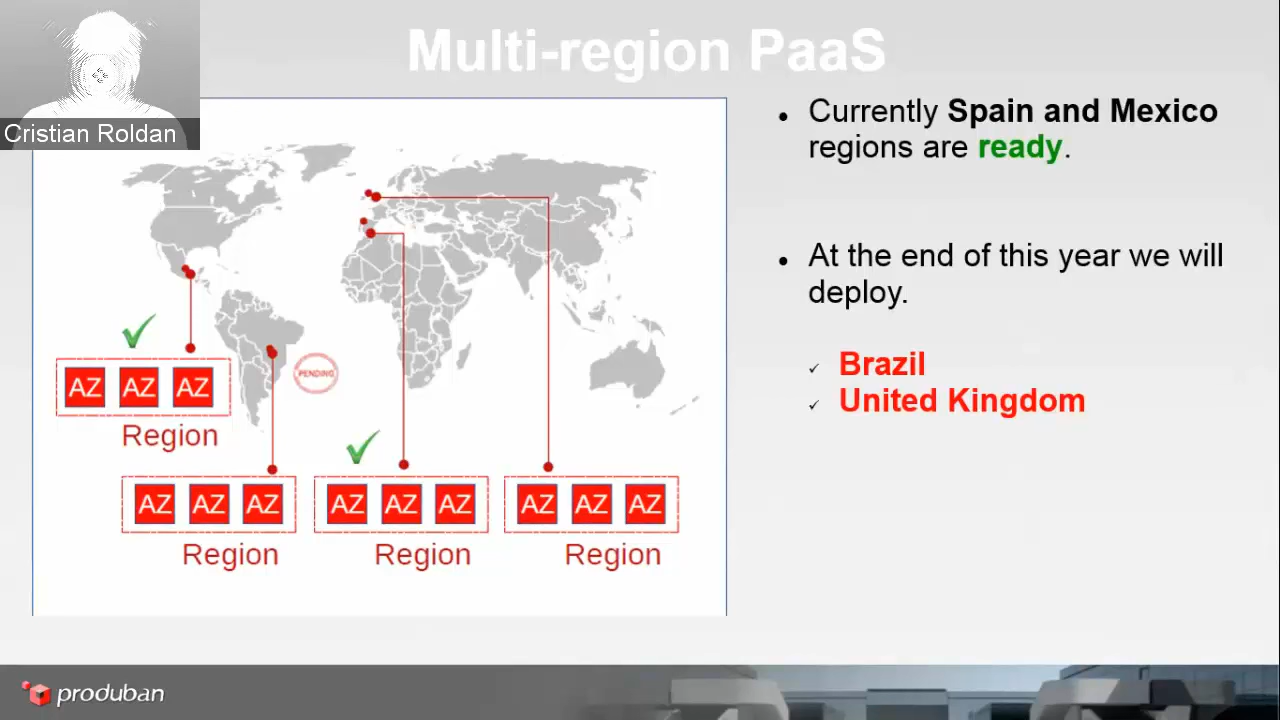 Multi-region PaaS
Cristian Roldan
Currently Spain and Mexico
regions are ready.
At the end of this year we will
deploy.
Brazil
United Kingdom
PENDING
AZ AZ AZ
Region
AZ AZ AZ
Region
AZ AZ AZ
Region
AZ AZ AZ
Region
produban